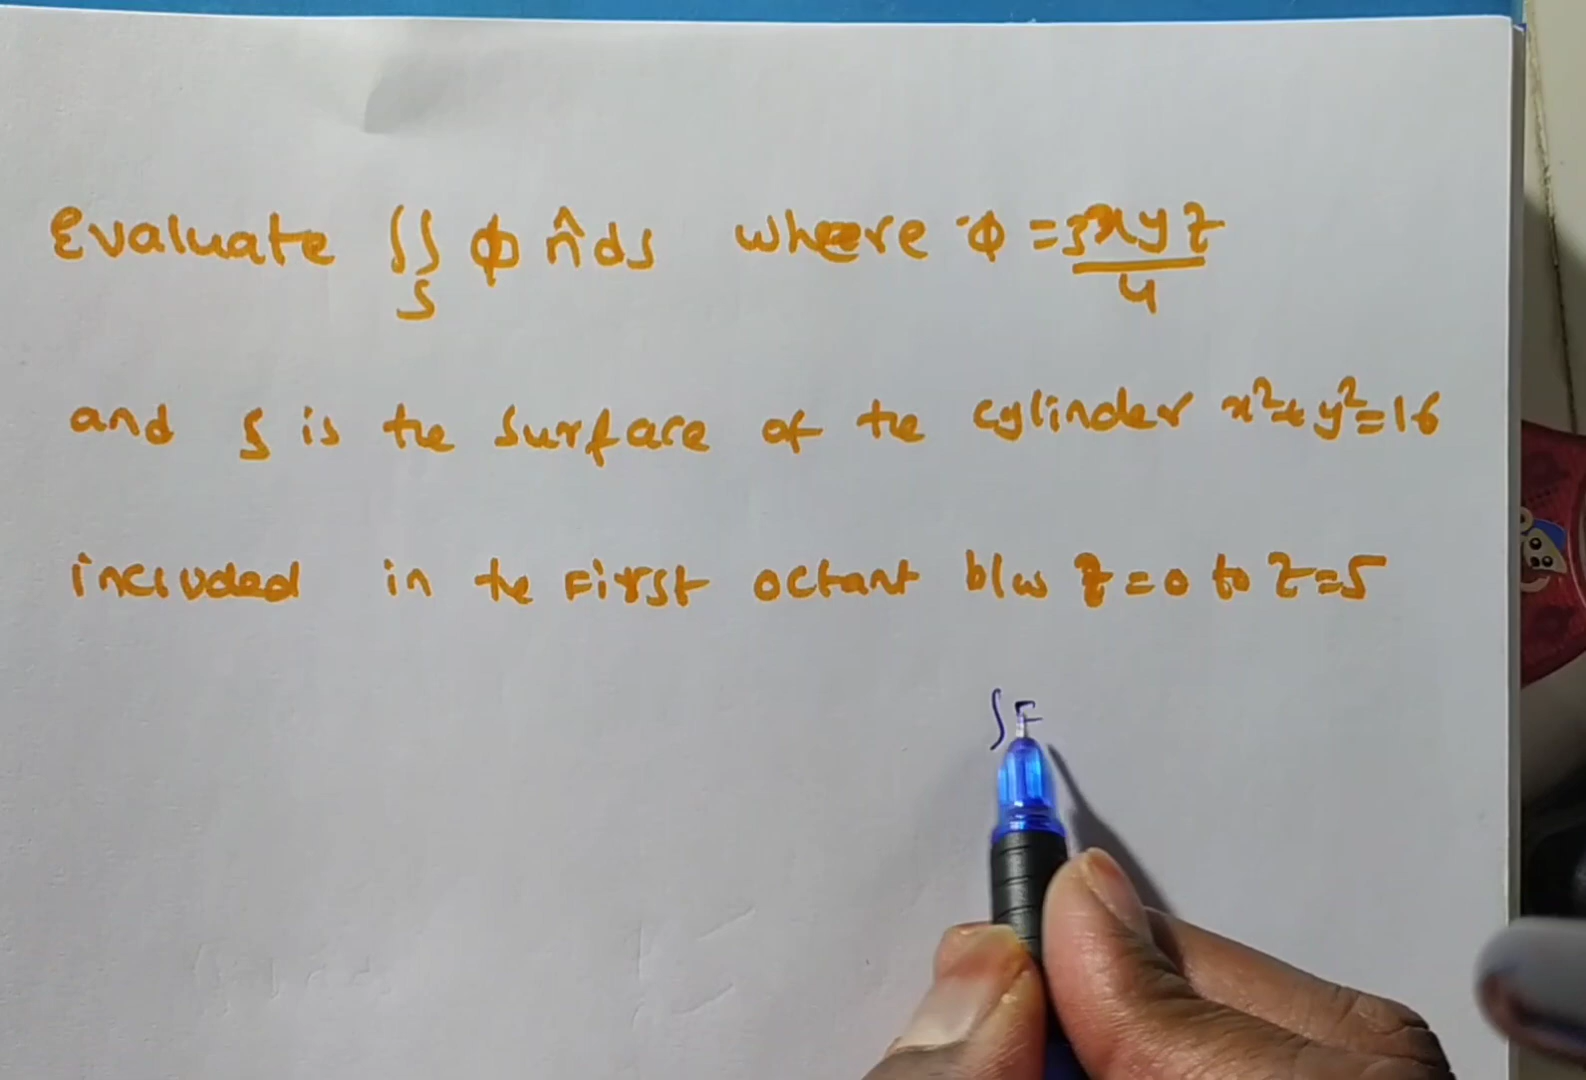 Evaluate ∬_S φ n̂ ds where φ = 3xyz/4
and S is the surface of the cylinder x²+y²=16
included in the First octant b/w z=0 to z=5
∫F